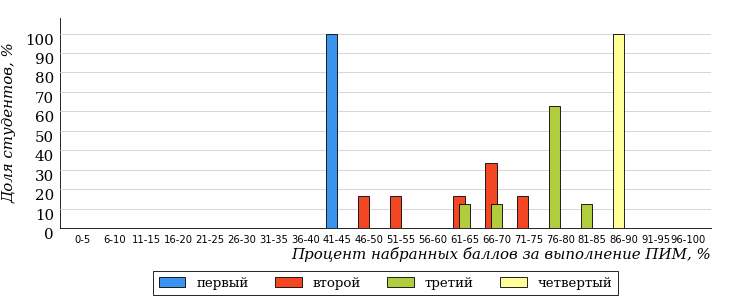 Доля студентов, %
100
90
80
70
60
50
40
30
20
10
0
0-5 6-10 11-15 16-20 21-25 26-30 31-35 36-40 41-45 46-50 51-55 56-60 61-65 66-70 71-75 76-80 81-85 86-90 91-95 96-100
Процент набранных баллов за выполнение ПИМ, %
первый второй третий четвертый